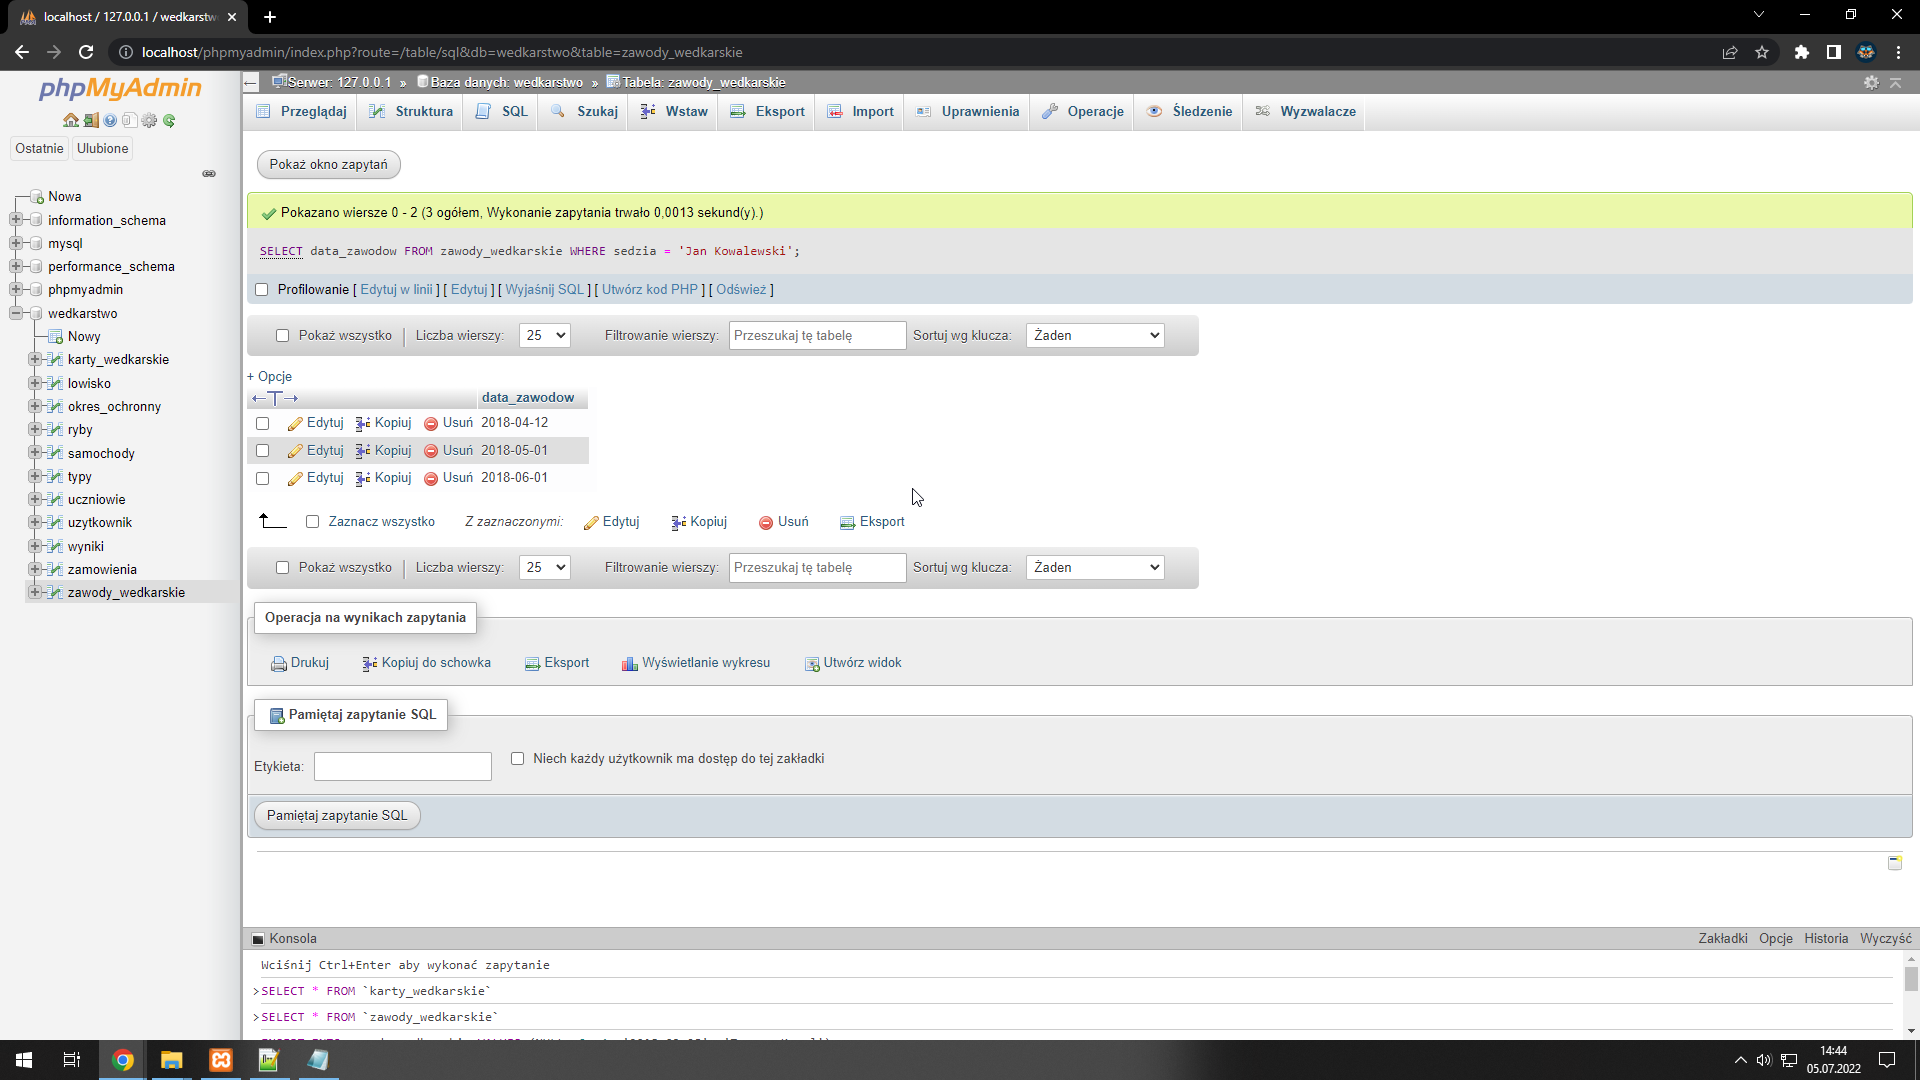 localhost / 127.0.0.1 / wedkarstw
localhost/phpmyadmin/index.php?route=/table/sql&db=wedkarstwo&table=zawody_wedkarskie
phpMyAdmin
Ostatnie
Ulubione
Nowa
information_schema
mysql
performance_schema
phpmyadmin
wedkarstwo
Nowy
karty_wedkarskie
lowisko
okres_ochronny
ryby
samochody
typy
uczniowie
uzytkownik
wyniki
zamowienia
zawody_wedkarskie
Serwer: 127.0.0.1 » Baza danych: wedkarstwo » Tabela: zawody_wedkarskie
Przeglądaj Struktura SQL Szukaj Wstaw Eksport Import Uprawnienia Operacje Śledzenie Wyzwalacze
Pokaż okno zapytań
Pokazano wiersze 0 - 2 (3 ogółem, Wykonanie zapytania trwało 0,0013 sekund(y).)
SELECT data_zawodow FROM zawody_wedkarskie WHERE sedzia = 'Jan Kowalewski';
Profilowanie [ Edytuj w linii ] [ Edytuj ] [ Wyjaśnij SQL ] [ Utwórz kod PHP ] [ Odśwież ]
Pokaż wszystko Liczba wierszy: 25 Filtrowanie wierszy: Przeszukaj tę tabelę Sortuj wg klucza: Żaden
+ Opcje
←T→ data_zawodow
Edytuj Kopiuj Usuń 2018-04-12
Edytuj Kopiuj Usuń 2018-05-01
Edytuj Kopiuj Usuń 2018-06-01
Zaznacz wszystko Z zaznaczonymi: Edytuj Kopiuj Usuń Eksport
Pokaż wszystko Liczba wierszy: 25 Filtrowanie wierszy: Przeszukaj tę tabelę Sortuj wg klucza: Żaden
Operacja na wynikach zapytania
Drukuj Kopiuj do schowka Eksport Wyświetlanie wykresu Utwórz widok
Pamiętaj zapytanie SQL
Etykieta: Niech każdy użytkownik ma dostęp do tej zakładki
Pamiętaj zapytanie SQL
Konsola Zakładki Opcje Historia Wyczyść
Wciśnij Ctrl+Enter aby wykonać zapytanie
>SELECT * FROM `karty_wedkarskie`
>SELECT * FROM `zawody_wedkarskie`
14:44
05.07.2022